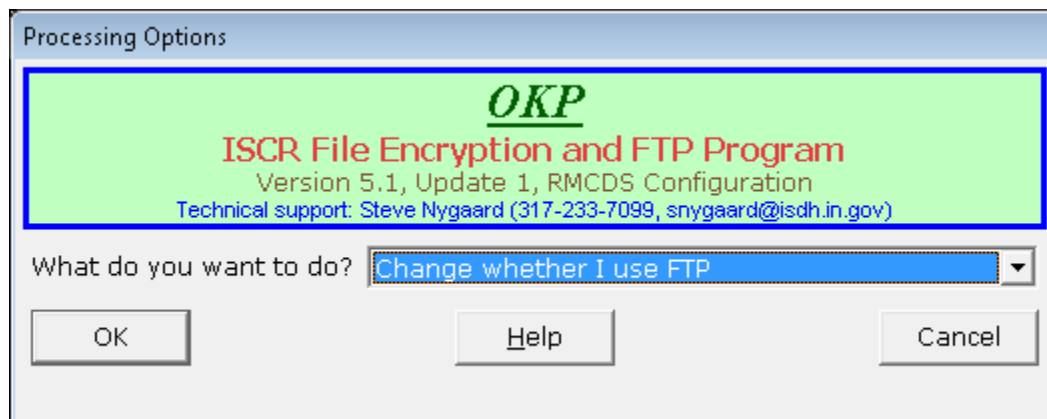 Processing Options
OKP
ISCR File Encryption and FTP Program
Version 5.1, Update 1, RMCDS Configuration
Technical support: Steve Nygaard (317-233-7099, snygaard@isdh.in.gov)
What do you want to do? Change whether I use FTP
OK Help Cancel